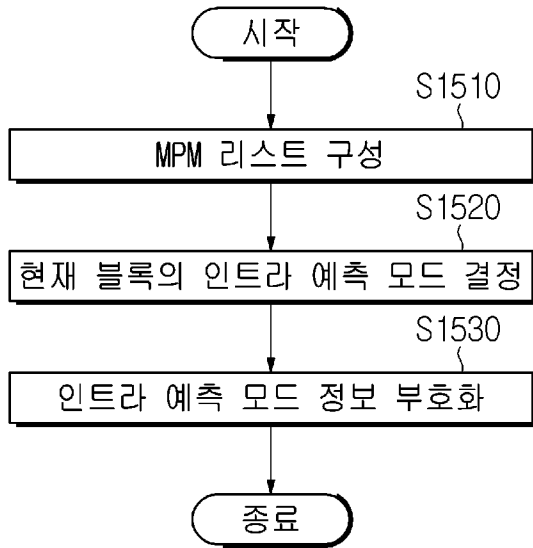 시작
S1510
MPM 리스트 구성
S1520
현재 블록의 인트라 예측 모드 결정
S1530
인트라 예측 모드 정보 부호화
종료